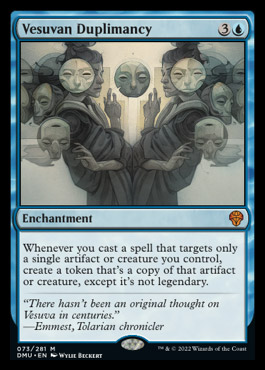 Vesuvan Duplimancy 3
Enchantment
Whenever you cast a spell that targets only
a single artifact or creature you control,
create a token that's a copy of that artifact
or creature, except it's not legendary.
"There hasn't been an original thought on
Vesuva in centuries."
—Emmest, Tolarian chronicler
073/281 M
DMU • EN WYLIE BECKERT ™ & © 2022 Wizards of the Coast